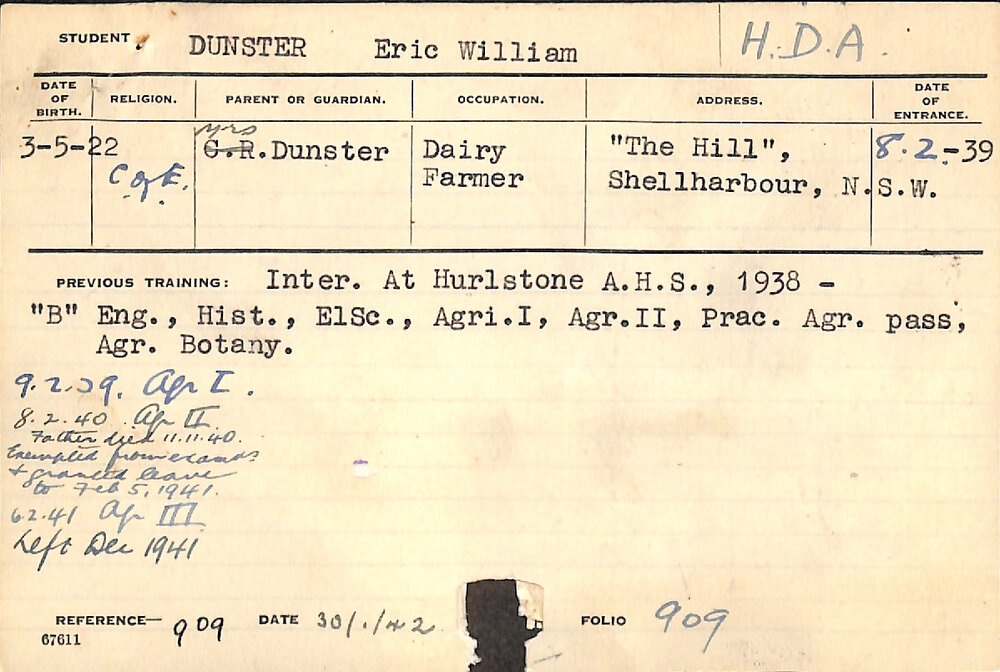 STUDENT DUNSTER Eric William H.D.A.
DATE OF BIRTH. RELIGION. PARENT OR GUARDIAN. OCCUPATION. ADDRESS. DATE OF ENTRANCE.
Mrs
3-5-22 G.R.Dunster Dairy "The Hill", 8.2.-39
C of E. Farmer Shellharbour, N.S.W.
PREVIOUS TRAINING: Inter. At Hurlstone A.H.S., 1938 -
"B" Eng., Hist., ElSc., Agri.I, Agr.II, Prac. Agr. pass,
Agr. Botany.
9.2.39. Agr I.
8.2.40 Agr II
Father died 11.11.40.
Exempted from exams
& granted leave
to Feb 5, 1941.
6.2.41 Agr III
Left Dec 1941
REFERENCE— 909 DATE 30/1/42 FOLIO 909
67611